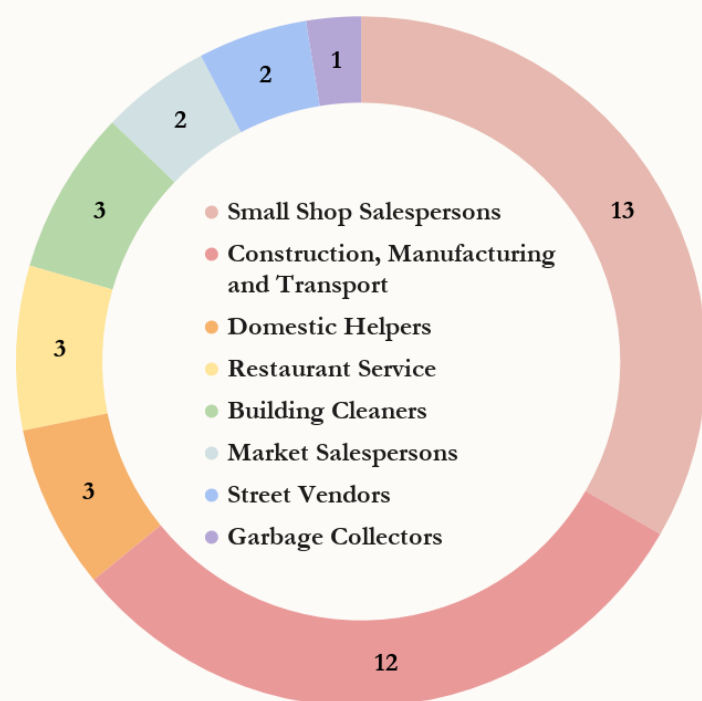 1
2
13
2
3
Small Shop Salespersons
Construction, Manufacturing
and Transport
Domestic Helpers
3
Restaurant Service
Building Cleaners
Market Salespersons
3
Street Vendors
Garbage Collectors
12